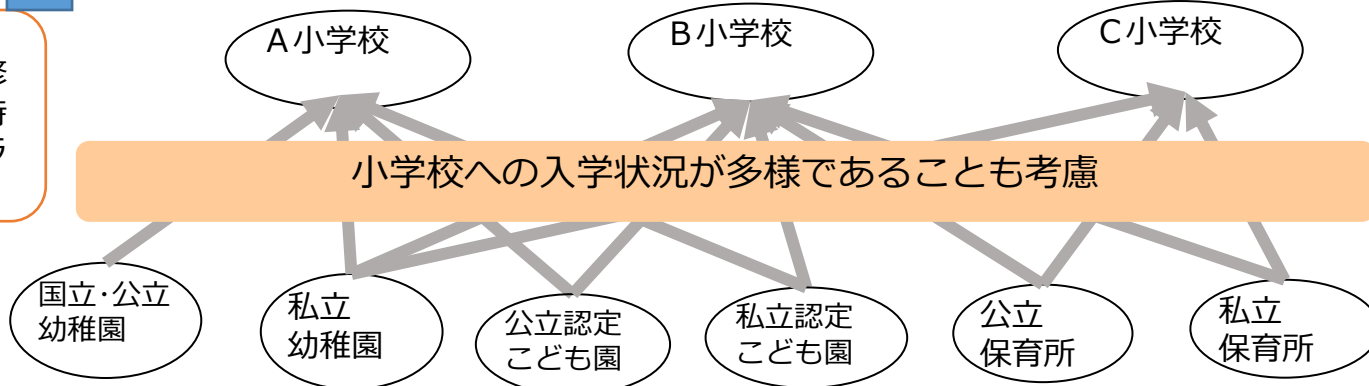 A小学校
B小学校
C小学校
時
ラ
小学校への入学状況が多様であることも考慮
国立・公立
幼稚園
私立
幼稚園
公立認定
こども園
私立認定
こども園
公立
保育所
私立
保育所